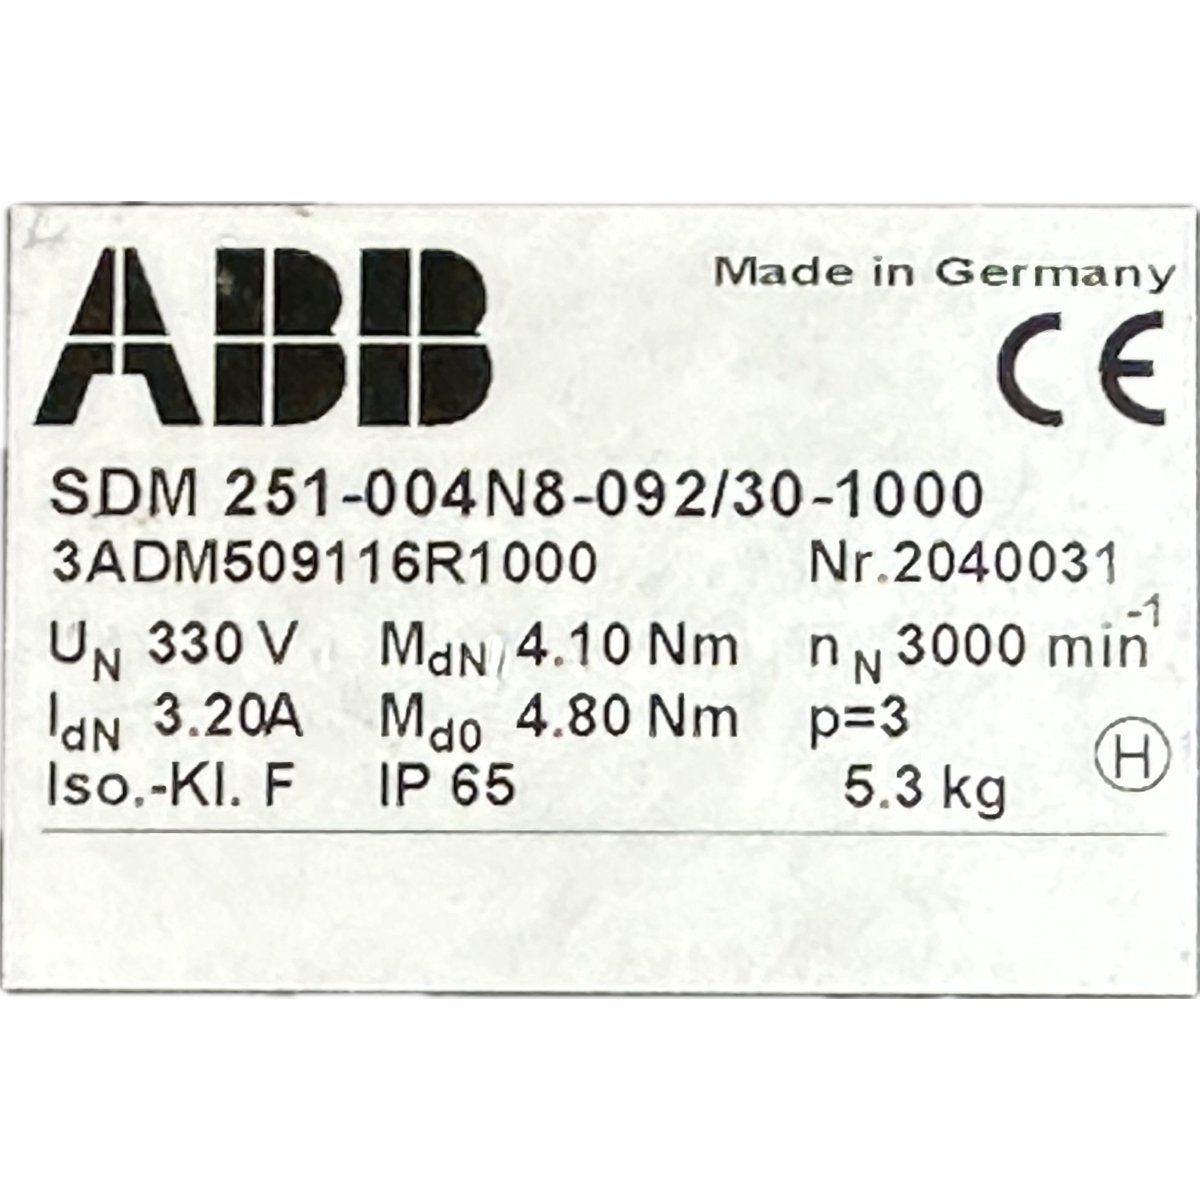 ABB
Made in Germany
CE
SDM 251-004N8-092/30-1000
3ADM509116R1000 Nr.2040031
UN 330 V MdN 4.10 Nm nN 3000 min-1
IdN 3.20A Md0 4.80 Nm p=3
H
Iso.-Kl. F IP 65 5.3 kg